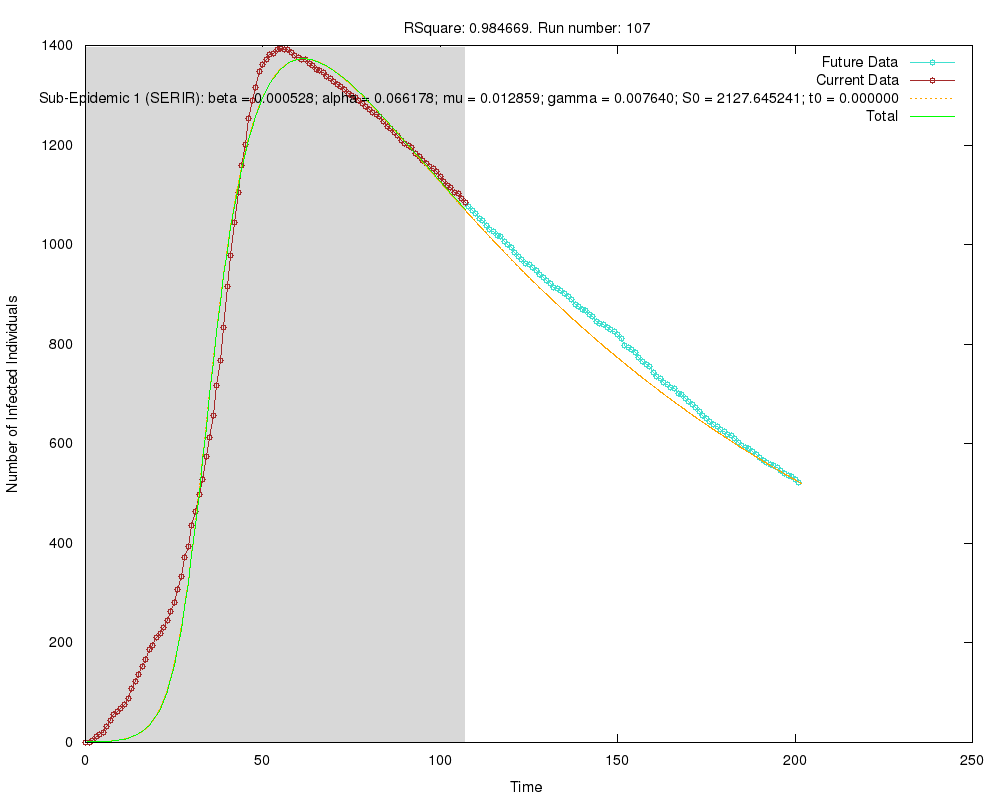 RSquare: 0.984669. Run number: 107
Future Data
Current Data
Sub-Epidemic 1 (SERIR): beta = 0.000528; alpha = 0.066178; mu = 0.012859; gamma = 0.007640; S0 = 2127.645241; t0 = 0.000000
Total
1400
1200
1000
800
600
400
200
0
Number of Infected Individuals
0 50 100 150 200 250
Time